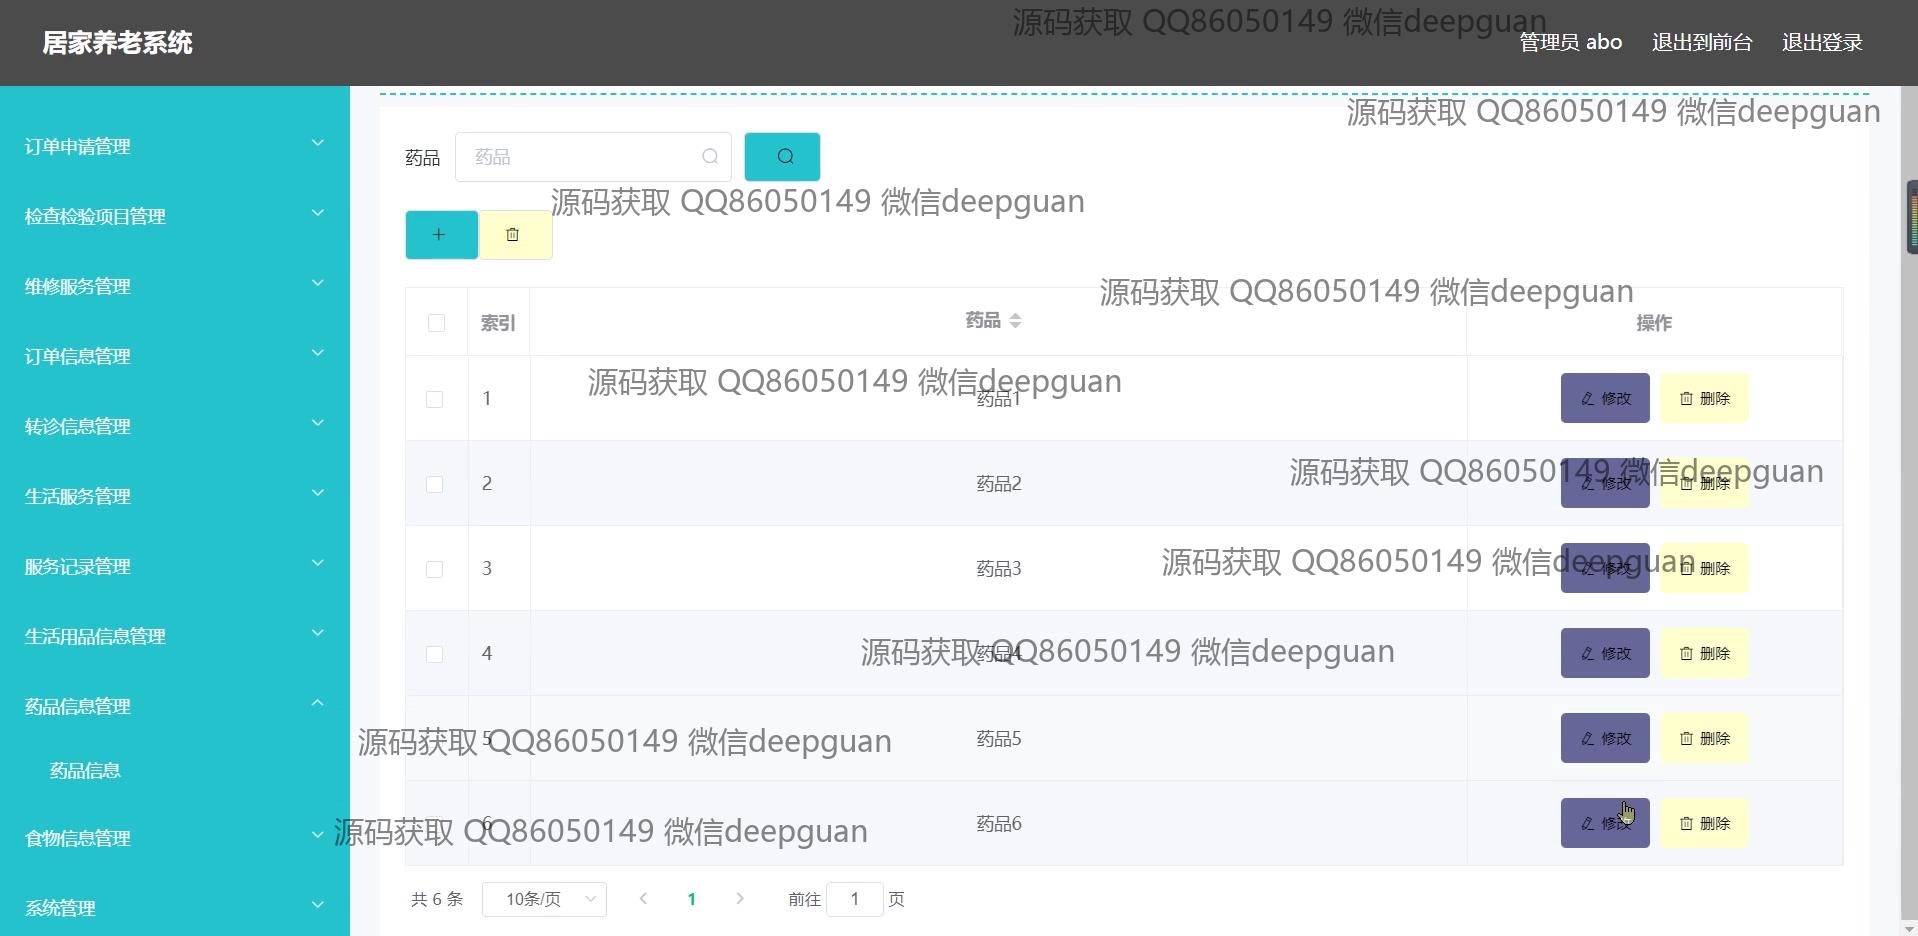 居家养老系统
源码获取 QQ86050149 微信deepguan
管理员 abo 退出到前台 退出登录
源码获取 QQ86050149 微信deepguan
订单申请管理
药品 药品
检查检验项目管理
源码获取 QQ86050149 微信deepguan
维修服务管理
源码获取 QQ86050149 微信deepguan
索引 药品 操作
订单信息管理
源码获取 QQ86050149 微信deepguan
1 药品1 修改 删除
转诊信息管理
源码获取 QQ86050149 微信deepguan
2 药品2 修改 删除
生活服务管理
源码获取 QQ86050149 微信deepguan
3 药品3 修改 删除
服务记录管理
生活用品信息管理
源码获取 QQ86050149 微信deepguan
4 药品4 修改 删除
药品信息管理
源码获取 QQ86050149 微信deepguan
5 药品5 修改 删除
药品信息
源码获取 QQ86050149 微信deepguan
6 药品6 修改 删除
食物信息管理
共 6 条 10条/页 1 前往 1 页
系统管理